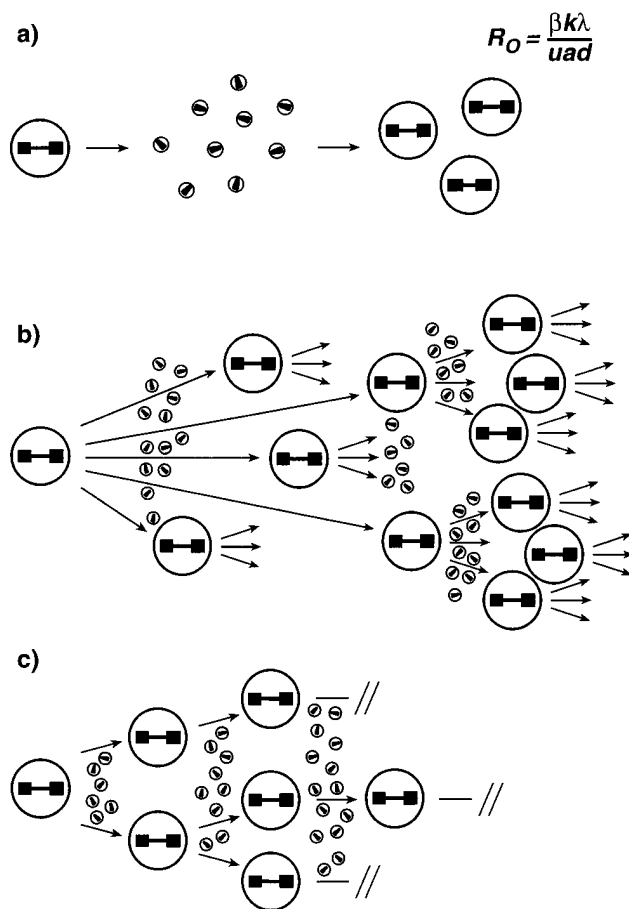 a)
R_O = βkλ / uad
b)
c)